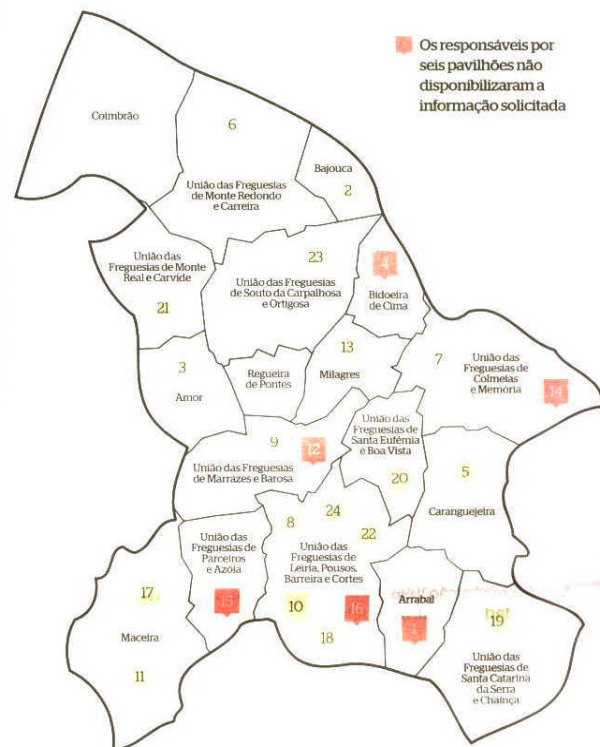 Os responsáveis por
seis pavilhões não
disponibilizaram a
informação solicitada
Coimbrão
6
União das Freguesias
de Monte Redondo
e Carreira
Bajouca
2
União das
Freguesias de Monte
Real e Carvide
21
23
União das Freguesias
de Souto da Carpalhosa
e Ortigosa
4
Bidoeira
de Cima
3
Amor
Regueira
de Pontes
13
Milagres
7
União das
Freguesias de
Colmeias
e Memória
14
9
12
União das Freguesias
de Marrazes e Barosa
União das
Freguesias de
Santa Eufémia
e Boa Vista
20
5
Caranguejeira
União das
Freguesias de
Parceiros
e Azoia
15
8
24
22
União das
Freguesias de
Leiria, Pousos,
Barreira e Cortes
10
16
18
Arrabal
1
17
Maceira
11
19
União das
Freguesias de
Santa Catarina
da Serra
e Chainça